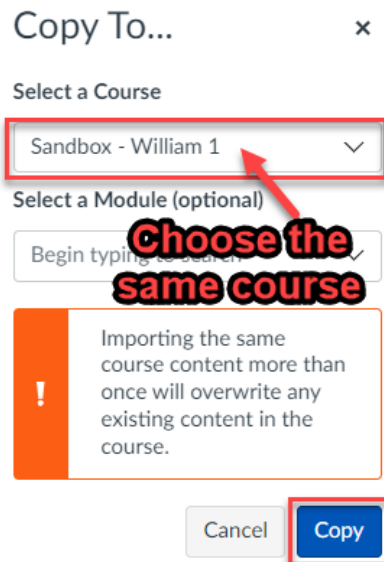 Copy To...
×
Select a Course
Sandbox - William 1
Select a Module (optional)
Choose the
Begin typing to search
same course
Importing the same
course content more than
! once will overwrite any
existing content in the
course.
Cancel Copy